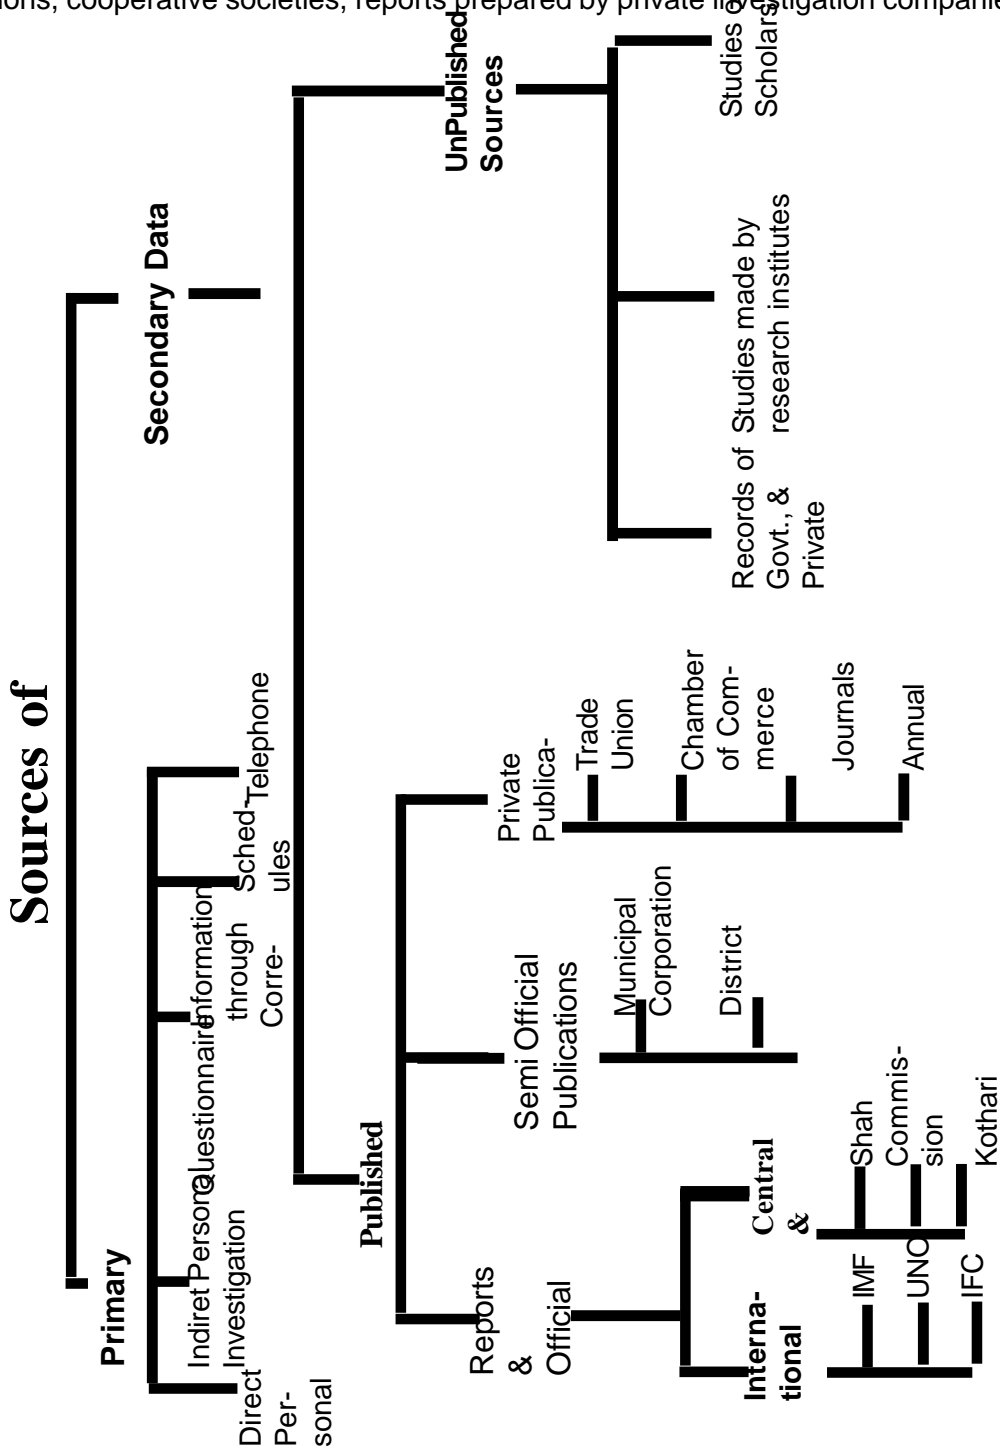 ions, cooperative societies, reports prepared by private investigation companie
Sources of
Primary
Secondary Data
Direct
Per-
sonal
Indiret Personal
Investigation
Questionnaire
Information
through
Corre-
Sched-
ules
Telephone
Published
UnPublished
Sources
Reports
&
Official
Semi Official
Publications
Private
Publica-
Records of
Govt., &
Private
Studies made by
research institutes
Studies
Scholars
Interna-
tional
Central
&
Municipal
Corporation
District
Trade
Union
Chamber
of Com-
merce
Journals
Annual
IMF
UNO
IFC
Shah
Commis-
sion
Kothari